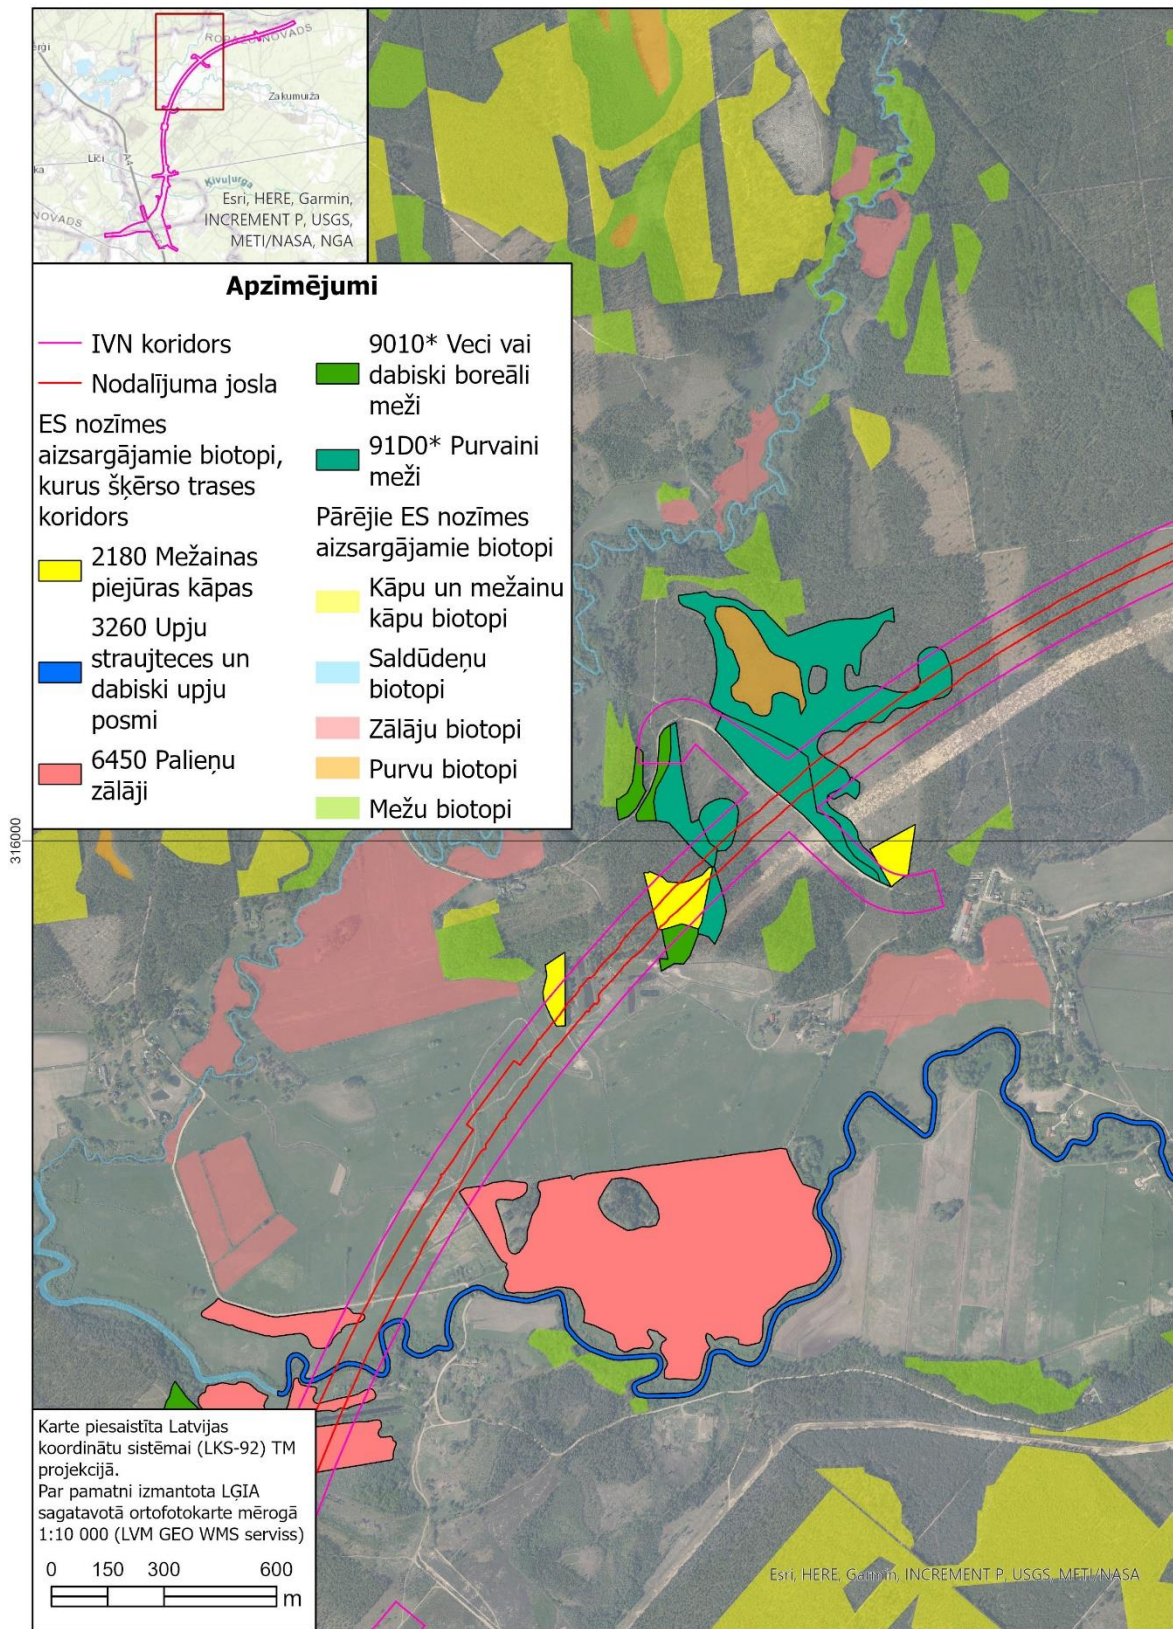 ROPAŽU NOVADS
Zakumuiža
A4
Līči
ka
Ķivuļurga
NOVADS
Esri, HERE, Garmin,
INCREMENT P, USGS,
METI/NASA, NGA
Apzīmējumi
IVN koridors
Nodalījuma josla
ES nozīmes
aizsargājamie biotopi,
kurus šķērso trases
koridors
2180 Mežainas
piejūras kāpas
3260 Upju
straujteces un
dabiski upju
posmi
6450 Palieņu
zālāji
9010* Veci vai
dabiski boreāli
meži
91D0* Purvaini
meži
Pārējie ES nozīmes
aizsargājamie biotopi
Kāpu un mežainu
kāpu biotopi
Saldūdeņu
biotopi
Zālāju biotopi
Purvu biotopi
Mežu biotopi
316000
Karte piesaistīta Latvijas
koordinātu sistēmai (LKS-92) TM
projekcijā.
Par pamatni izmantota LĢIA
sagatavotā ortofotokarte mērogā
1:10 000 (LVM GEO WMS serviss)
0 150 300 600
m
Esri, HERE, Garmin, INCREMENT P, USGS, METI/NASA